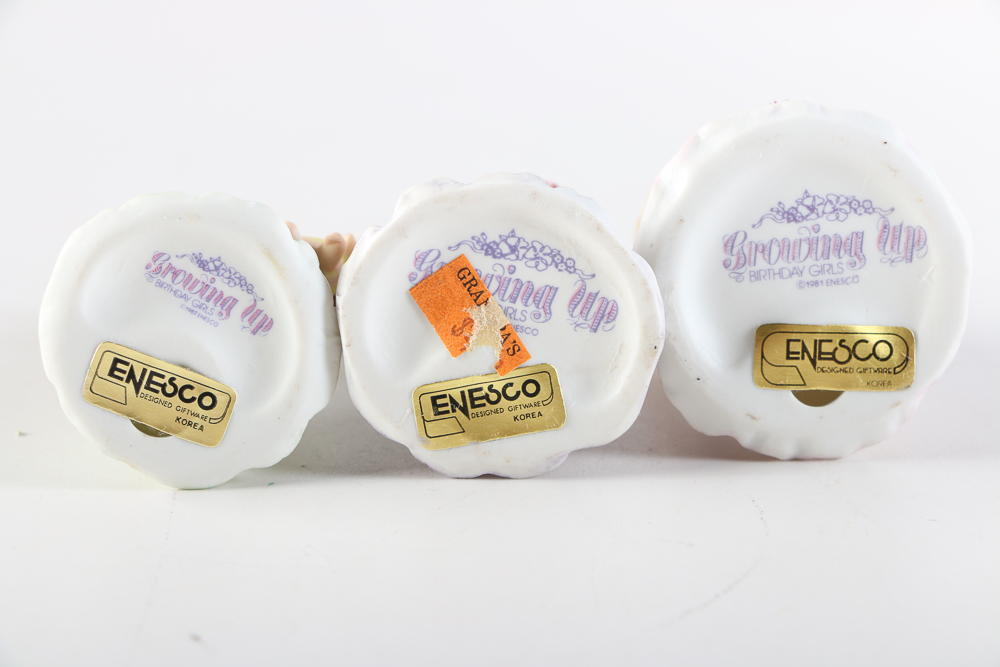 Growing Up
BIRTHDAY GIRLS
ENESCO
DESIGNED GIFTWARE
KOREA
Growing Up
GIRLS
ENESCO
DESIGNED GIFTWARE
KOREA
Growing Up
BIRTHDAY GIRLS
©1981 ENESCO
ENESCO
DESIGNED GIFTWARE
KOREA